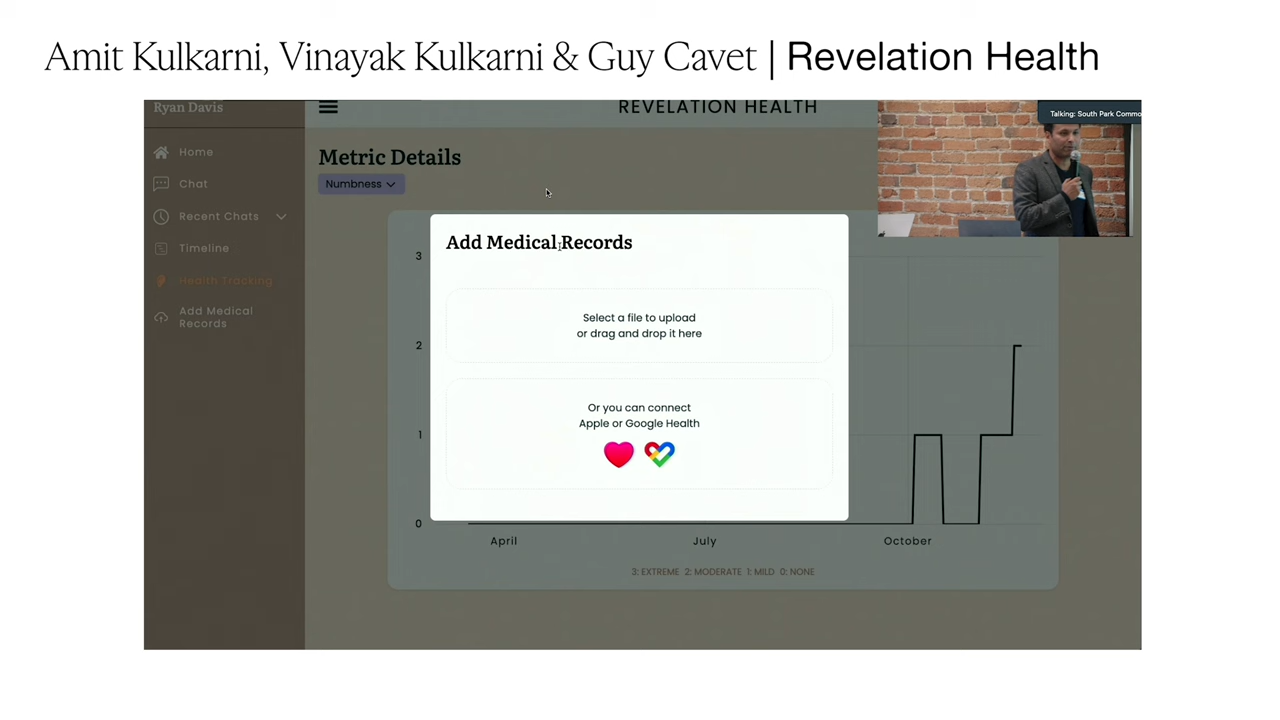 Amit Kulkarni, Vinayak Kulkarni & Guy Cavet | Revelation Health
Ryan Davis
REVELATION HEALTH
Talking: South Park Commo
Home
Chat
Recent Chats
Timeline
Health Tracking
Add Medical
Records
Metric Details
Numbness
Add Medical Records
Select a file to upload
or drag and drop it here
Or you can connect
Apple or Google Health
3
2
1
0
April
July
October
3: EXTREME 2: MODERATE 1: MILD 0: NONE